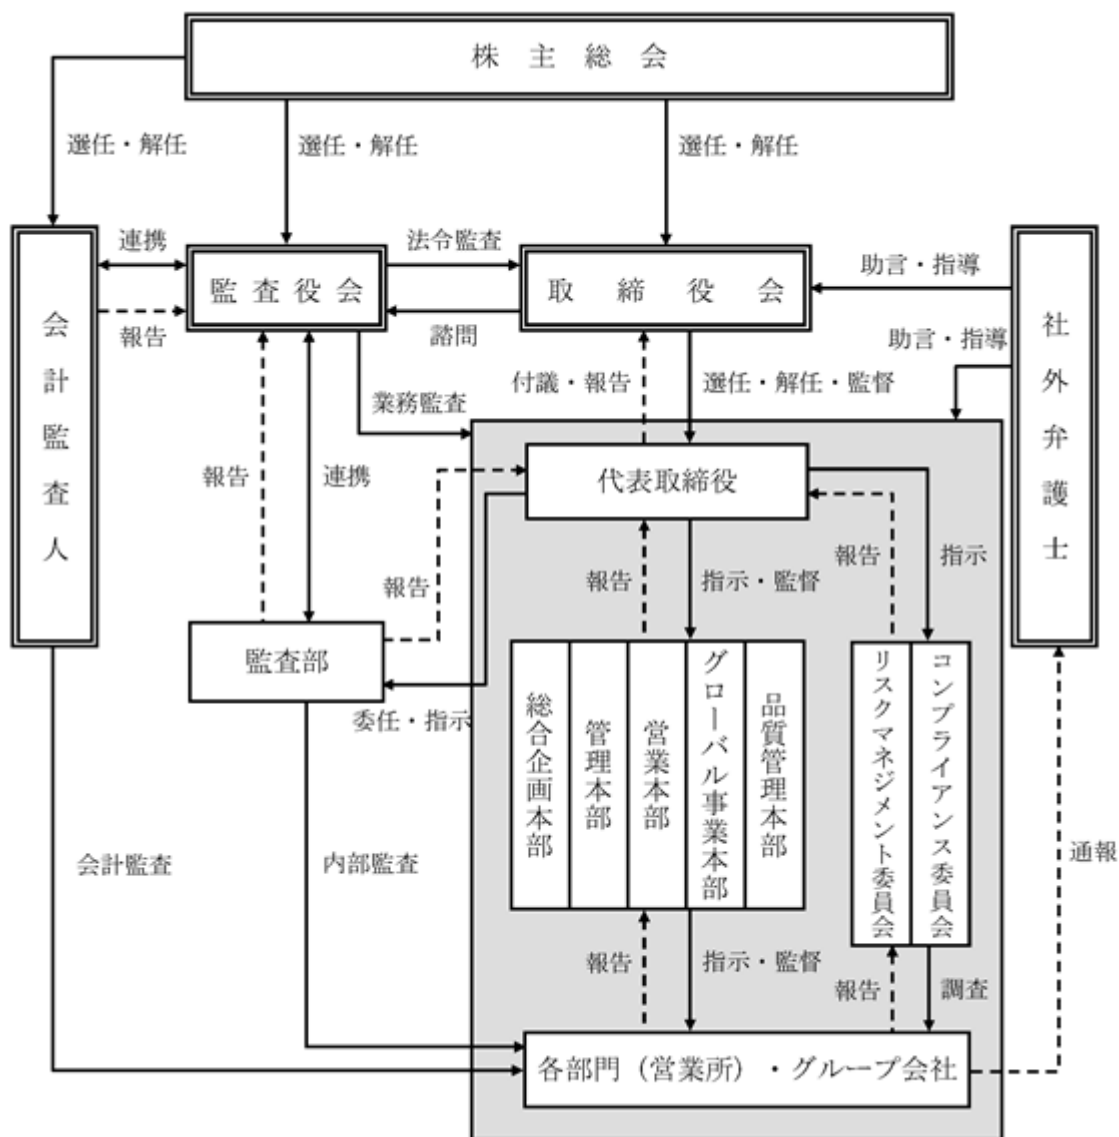 株主総会
選任・解任
選任・解任
選任・解任
会計監査人
連携
報告
監査役会
法令監査
諮問
取締役会
助言・指導
助言・指導
社外弁護士
付議・報告
選任・解任・監督
業務監査
報告
連携
代表取締役
報告
報告
指示・監督
報告
指示
監査部
委任・指示
総合企画本部
管理本部
営業本部
グローバル事業本部
品質管理本部
リスクマネジメント委員会
コンプライアンス委員会
会計監査
内部監査
通報
報告
指示・監督
報告
調査
各部門（営業所）・グループ会社